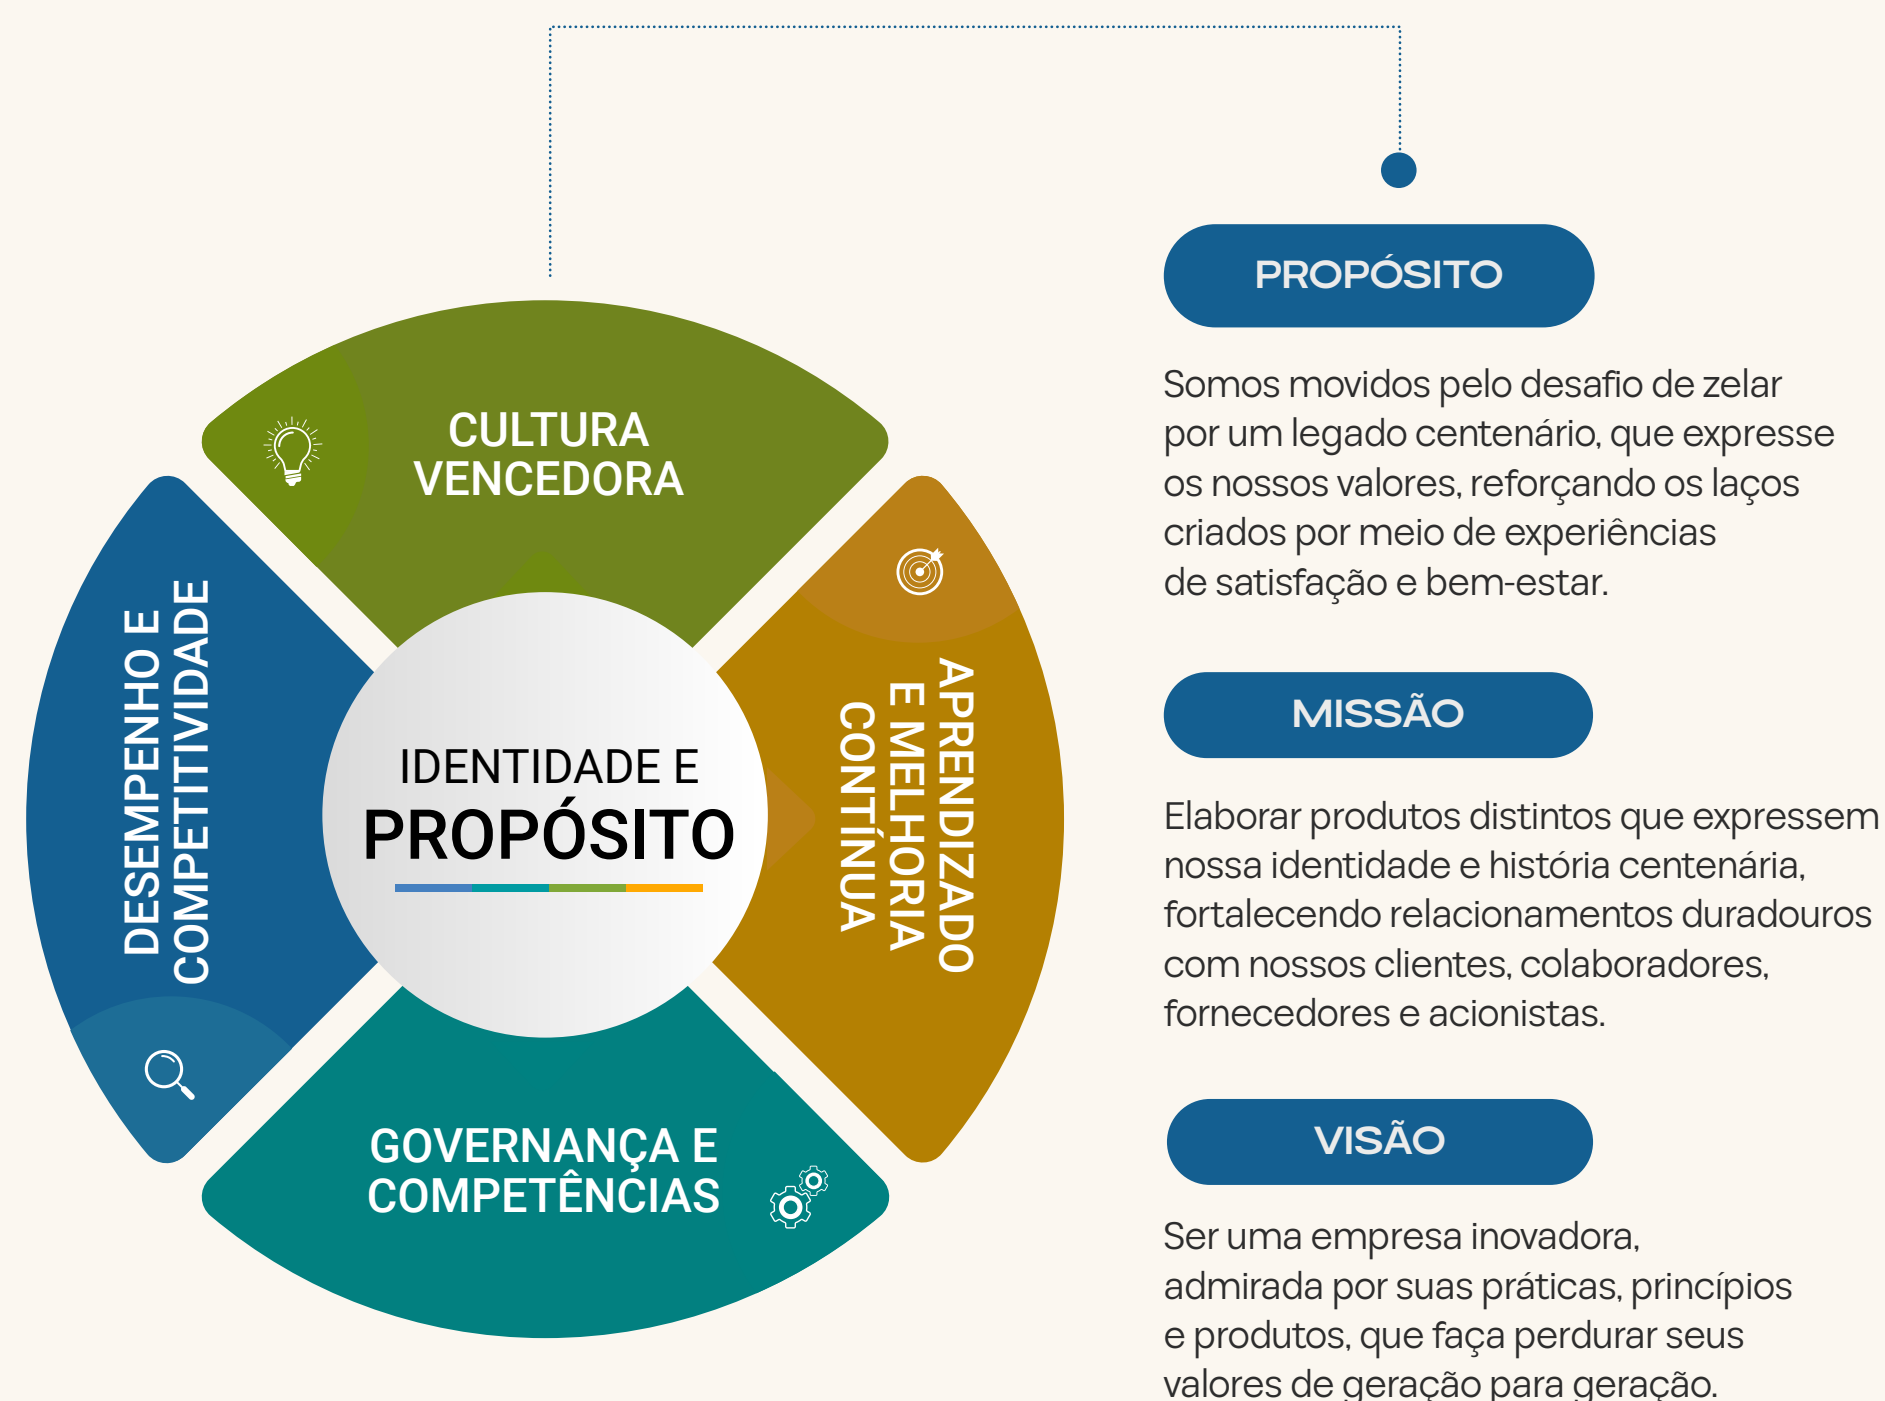 CULTURA
VENCEDORA
DESEMPENHO E
COMPETITIVIDADE
IDENTIDADE E
PROPÓSITO
APRENDIZADO
E MELHORIA
CONTÍNUA
GOVERNANÇA E
COMPETÊNCIAS
PROPÓSITO
Somos movidos pelo desafio de zelar
por um legado centenário, que expresse
os nossos valores, reforçando os laços
criados por meio de experiências
de satisfação e bem-estar.
MISSÃO
Elaborar produtos distintos que expressem
nossa identidade e história centenária,
fortalecendo relacionamentos duradouros
com nossos clientes, colaboradores,
fornecedores e acionistas.
VISÃO
Ser uma empresa inovadora,
admirada por suas práticas, princípios
e produtos, que faça perdurar seus
valores de geração para geração.